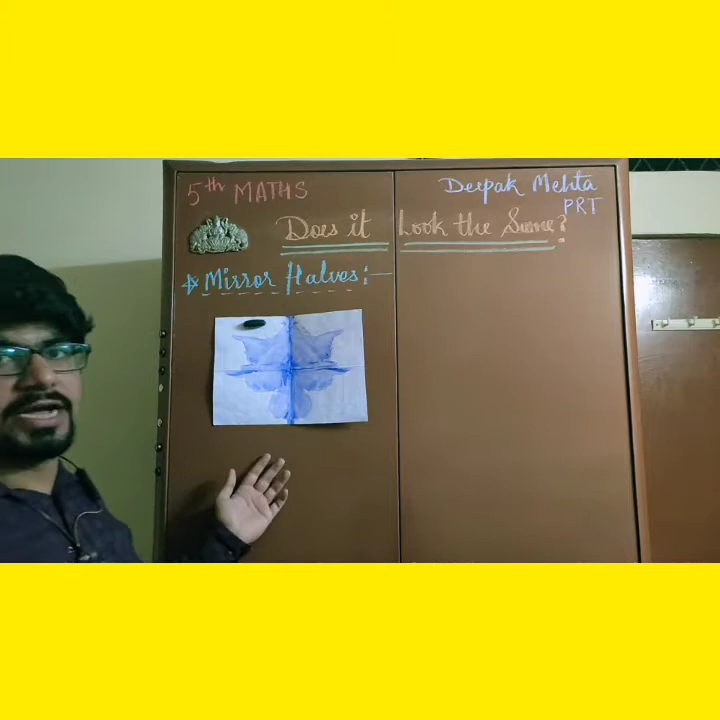 5th MATHS
Deepak Mehta
PRT
Does it Look the Same?
* Mirror Halves:-